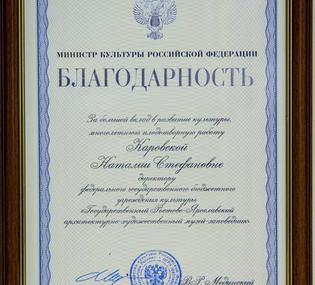 МИНИСТР КУЛЬТУРЫ РОССИЙСКОЙ ФЕДЕРАЦИИ
БЛАГОДАРНОСТЬ
За большой вклад в развитие культуры,
многолетнюю плодотворную работу
Каровской
Наталии Стефановне
директору
федерального государственного бюджетного
учреждения культуры
«Государственный Ростово-Ярославский
архитектурно-художественный музей-заповедник»
В.Р. Мединский